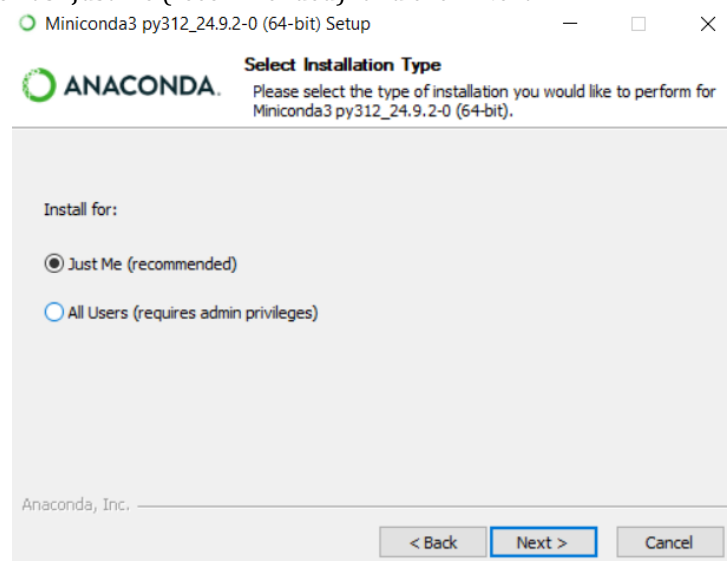 Miniconda3 py312_24.9.2-0 (64-bit) Setup
ANACONDA.
Select Installation Type
Please select the type of installation you would like to perform for
Miniconda3 py312_24.9.2-0 (64-bit).
Install for:
Just Me (recommended)
All Users (requires admin privileges)
Anaconda, Inc.
< Back
Next >
Cancel